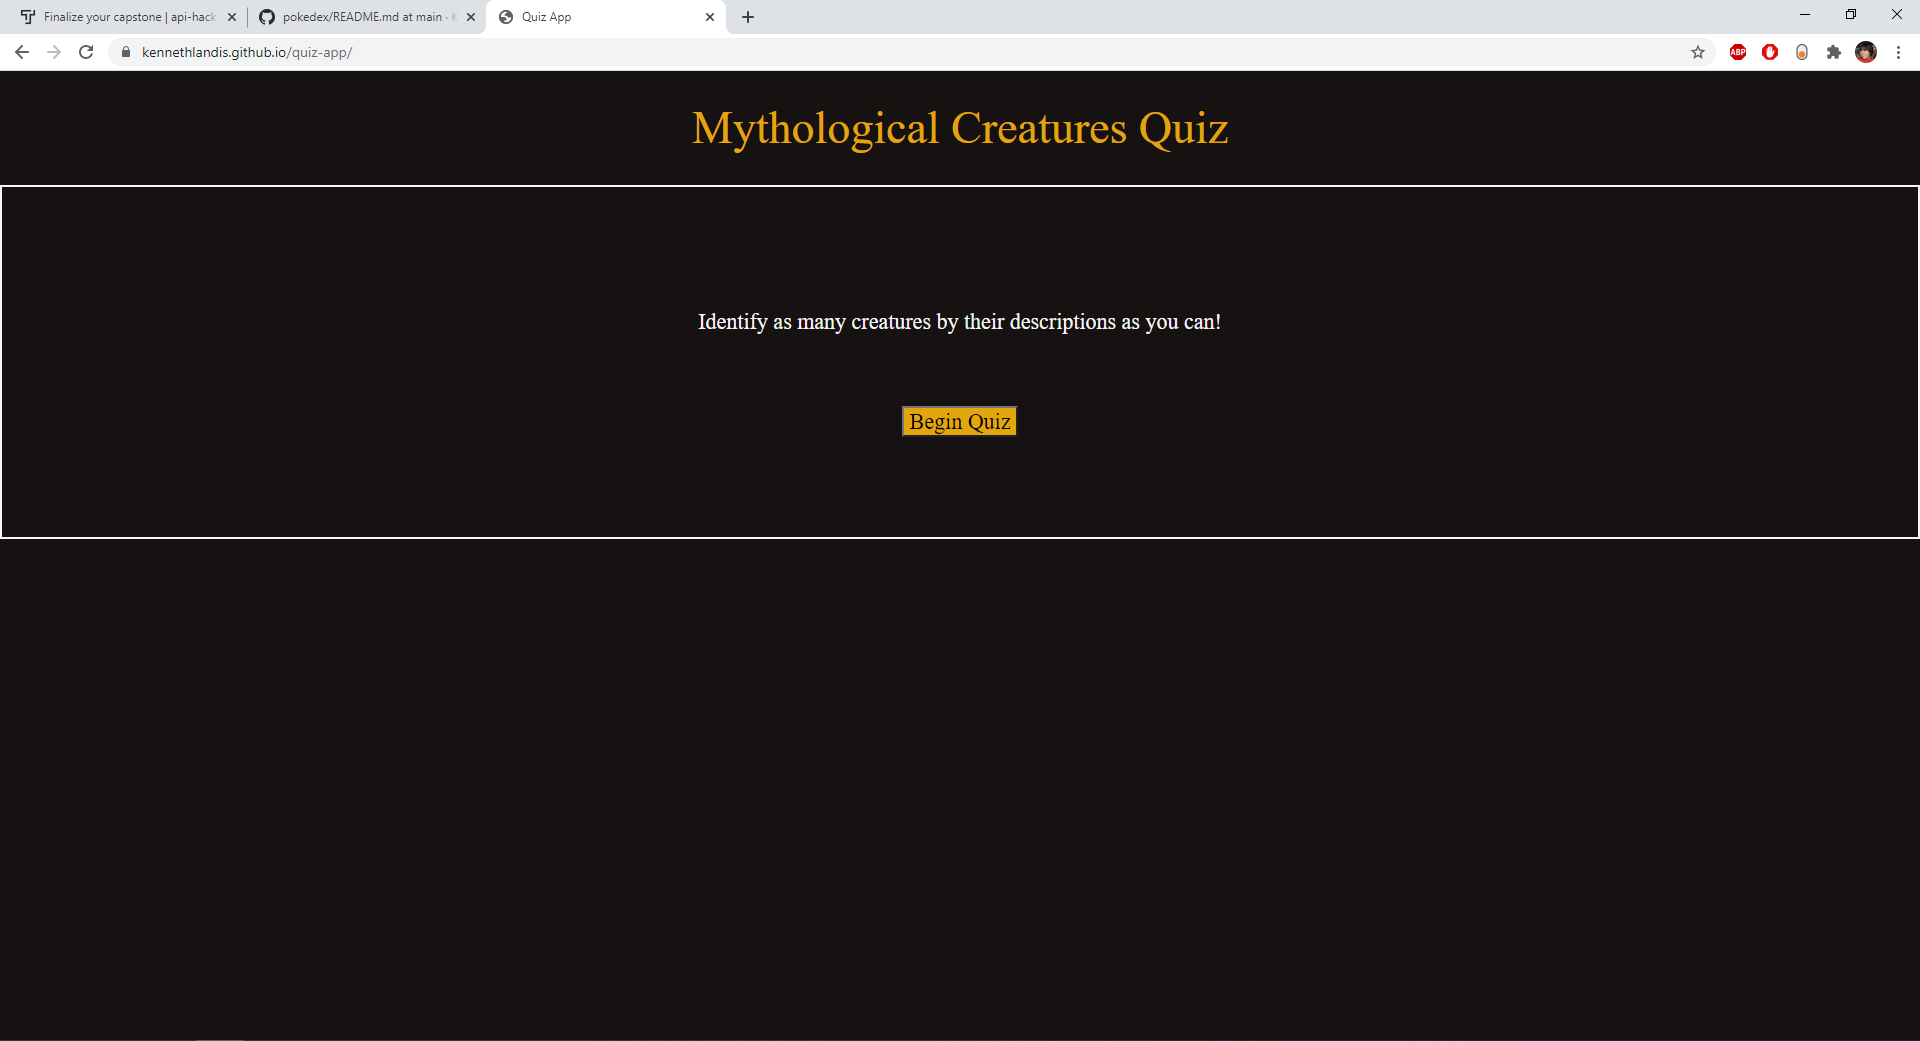 Finalize your capstone | api-hack
pokedex/README.md at main · K
Quiz App
kennethlandis.github.io/quiz-app/
ABP
Mythological Creatures Quiz
Identify as many creatures by their descriptions as you can!
Begin Quiz